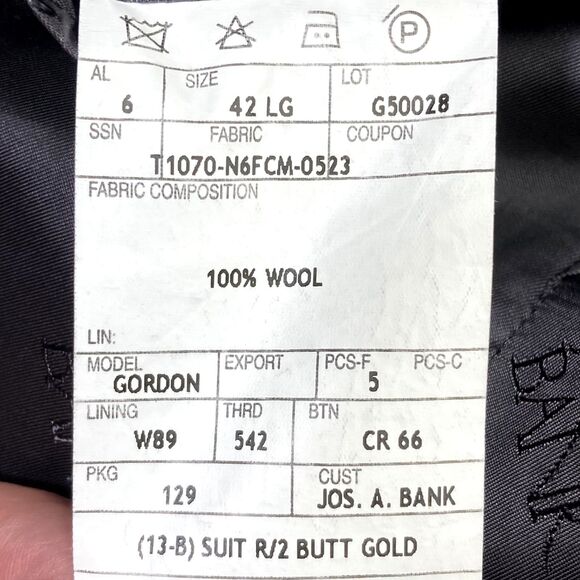 P
AL SIZE LOT
6 42 LG G50028
SSN FABRIC COUPON
T1070-N6FCM-0523
FABRIC COMPOSITION
100% WOOL
LIN:
MODEL EXPORT PCS-F PCS-C
GORDON 5
LINING THRD BTN
W89 542 CR 66
PKG CUST
129 JOS. A. BANK
(13-B) SUIT R/2 BUTT GOLD